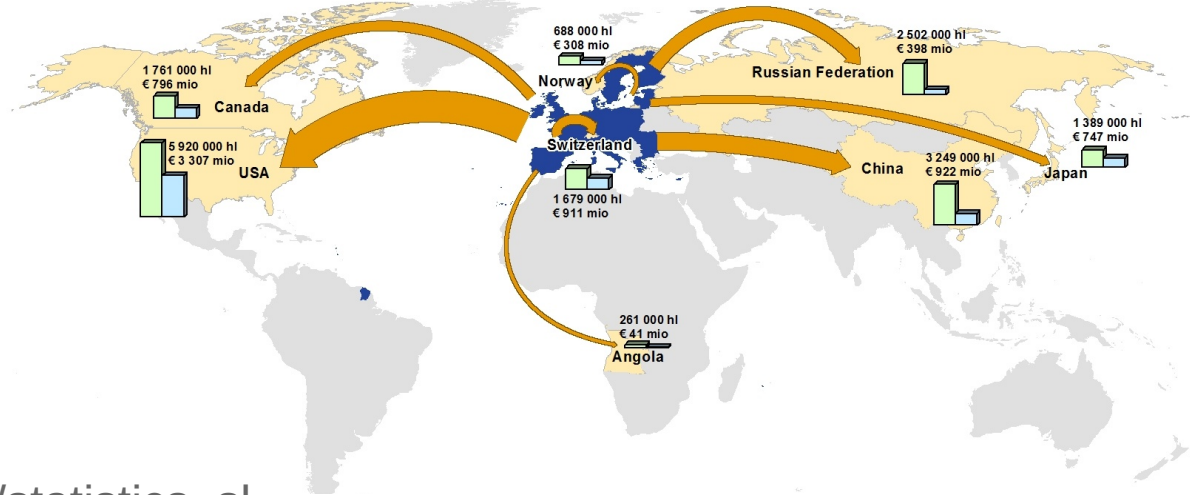 688 000 hl
€ 308 mio
Norway
2 502 000 hl
€ 398 mio
Russian Federation
1 761 000 hl
€ 796 mio
Canada
1 389 000 hl
€ 747 mio
Japan
5 920 000 hl
€ 3 307 mio
USA
Switzerland
1 679 000 hl
€ 911 mio
China
3 249 000 hl
€ 922 mio
261 000 hl
€ 41 mio
Angola